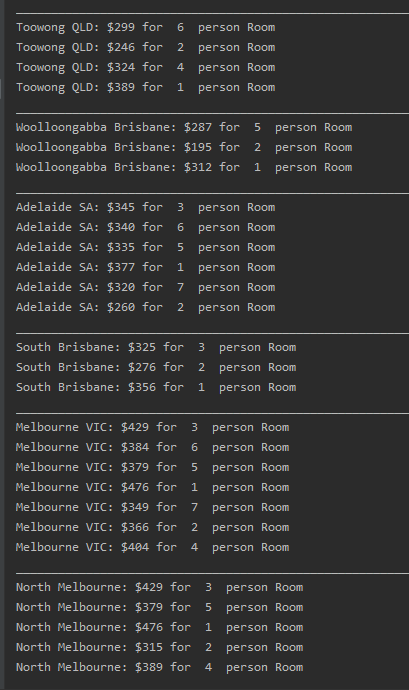 Toowong QLD: $299 for  6  person Room
Toowong QLD: $246 for  2  person Room
Toowong QLD: $324 for  4  person Room
Toowong QLD: $389 for  1  person Room
Woolloongabba Brisbane: $287 for  5  person Room
Woolloongabba Brisbane: $195 for  2  person Room
Woolloongabba Brisbane: $312 for  1  person Room
Adelaide SA: $345 for  3  person Room
Adelaide SA: $340 for  6  person Room
Adelaide SA: $335 for  5  person Room
Adelaide SA: $377 for  1  person Room
Adelaide SA: $320 for  7  person Room
Adelaide SA: $260 for  2  person Room
South Brisbane: $325 for  3  person Room
South Brisbane: $276 for  2  person Room
South Brisbane: $356 for  1  person Room
Melbourne VIC: $429 for  3  person Room
Melbourne VIC: $384 for  6  person Room
Melbourne VIC: $379 for  5  person Room
Melbourne VIC: $476 for  1  person Room
Melbourne VIC: $349 for  7  person Room
Melbourne VIC: $366 for  2  person Room
Melbourne VIC: $404 for  4  person Room
North Melbourne: $429 for  3  person Room
North Melbourne: $379 for  5  person Room
North Melbourne: $476 for  1  person Room
North Melbourne: $315 for  2  person Room
North Melbourne: $389 for  4  person Room